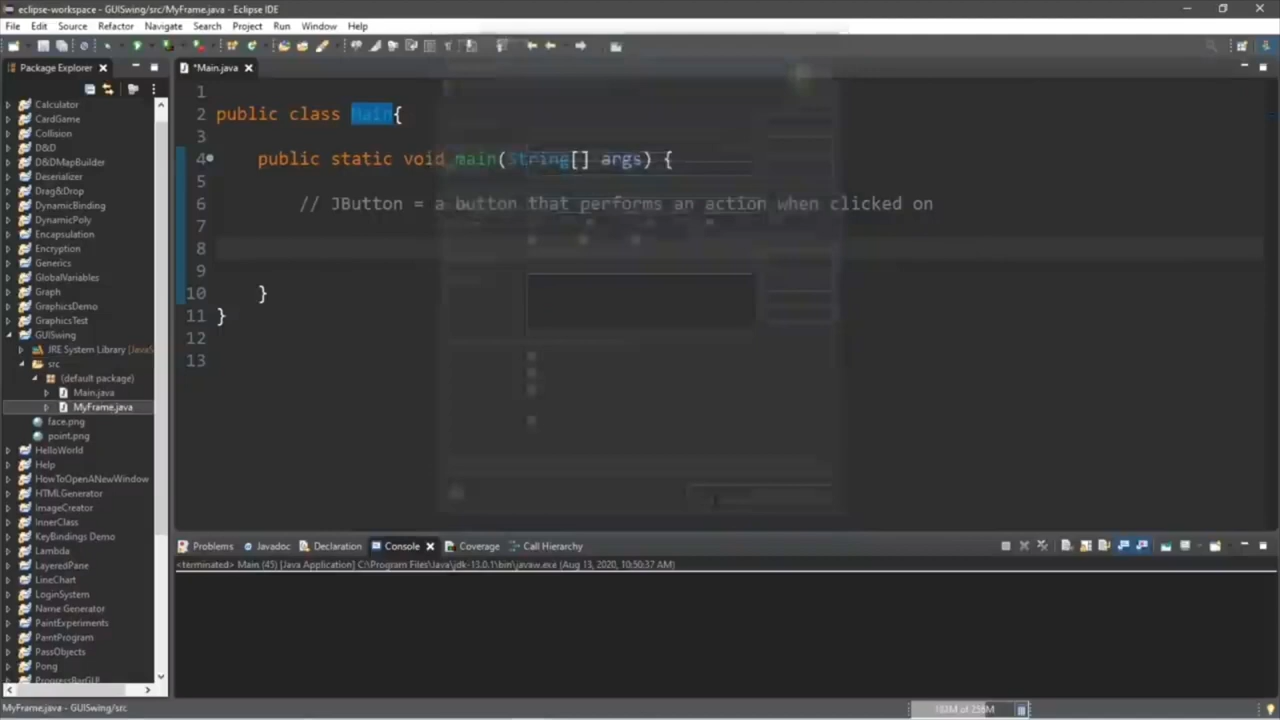 eclipse-workspace - GUISwing/src/MyFrame.java - Eclipse IDE
File Edit Source Refactor Navigate Search Project Run Window Help
Package Explorer
*Main.java
Calculator
CardGame
Collision
D&D
D&DMapBuilder
Deserializer
Drag&Drop
DynamicBinding
DynamicPoly
Encapsulation
Encryption
Generics
GlobalVariables
Graph
GraphicsDemo
GraphicsTest
GUISwing
JRE System Library [JavaS
src
(default package)
Main.java
MyFrame.java
face.png
point.png
HelloWorld
Help
HowToOpenANewWindow
HTMLGenerator
ImageCreator
InnerClass
KeyBindings Demo
Lambda
LayeredPane
LineChart
LoginSystem
Name Generator
PaintExperiments
PaintProgram
PassObjects
Pong
ProgressBarGUI
1
2 public class Main{
3
4 public static void main(String[] args) {
5
6 // JButton = a button that performs an action when clicked on
7
8
9
10 }
11 }
12
13
Problems Javadoc Declaration Console Coverage Call Hierarchy
<terminated> Main (45) [Java Application] C:\Program Files\Java\jdk-13.0.1\bin\javaw.exe (Aug 13, 2020, 10:50:37 AM)
MyFrame.java - GUISwing/src
102M of 256M